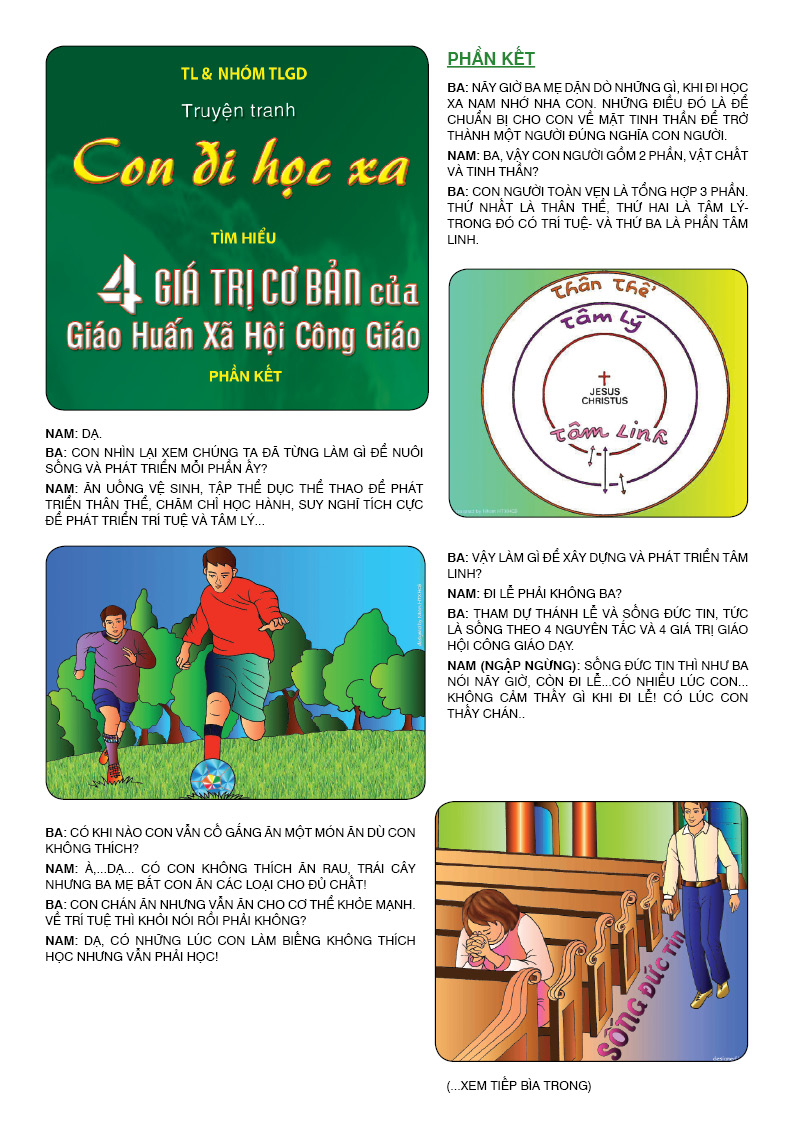 TL & NHÓM TLGD
Truyện tranh
Con đi học xa
TÌM HIỂU
4 GIÁ TRỊ CƠ BẢN của
Giáo Huấn Xã Hội Công Giáo
PHẦN KẾT
PHẦN KẾT
BA: NÃY GIỜ BA MẸ DẶN DÒ NHỮNG GÌ, KHI ĐI HỌC
XA NAM NHỚ NHA CON. NHỮNG ĐIỀU ĐÓ LÀ ĐỂ
CHUẨN BỊ CHO CON VỀ MẶT TINH THẦN ĐỂ TRỞ
THÀNH MỘT NGƯỜI ĐÚNG NGHĨA CON NGƯỜI.
NAM: BA, VẬY CON NGƯỜI GỒM 2 PHẦN, VẬT CHẤT
VÀ TINH THẦN?
BA: CON NGƯỜI TOÀN VẸN LÀ TỔNG HỢP 3 PHẦN.
THỨ NHẤT LÀ THÂN THỂ, THỨ HAI LÀ TÂM LÝ-
TRONG ĐÓ CÓ TRÍ TUỆ- VÀ THỨ BA LÀ PHẦN TÂM
LINH.
Thân Thể
Tâm Lý
JESUS
CHRISTUS
Tâm Linh
NAM: DẠ.
BA: CON NHÌN LẠI XEM CHÚNG TA ĐÃ TỪNG LÀM GÌ ĐỂ NUÔI
SỐNG VÀ PHÁT TRIỂN MỖI PHẦN ẤY?
NAM: ĂN UỐNG VỆ SINH, TẬP THỂ DỤC THỂ THAO ĐỂ PHÁT
TRIỂN THÂN THỂ, CHĂM CHỈ HỌC HÀNH, SUY NGHĨ TÍCH CỰC
ĐỂ PHÁT TRIỂN TRÍ TUỆ VÀ TÂM LÝ...
BA: VẬY LÀM GÌ ĐỂ XÂY DỰNG VÀ PHÁT TRIỂN TÂM
LINH?
NAM: ĐI LỄ PHẢI KHÔNG BA?
BA: THAM DỰ THÁNH LỄ VÀ SỐNG ĐỨC TIN, TỨC
LÀ SỐNG THEO 4 NGUYÊN TẮC VÀ 4 GIÁ TRỊ GIÁO
HỘI CÔNG GIÁO DẠY.
NAM (NGẬP NGỪNG): SỐNG ĐỨC TIN THÌ NHƯ BA
NÓI NÃY GIỜ, CÒN ĐI LỄ...CÓ NHIỀU LÚC CON...
KHÔNG CẢM THẤY GÌ KHI ĐI LỄ! CÓ LÚC CON
THẤY CHÁN..
BA: CÓ KHI NÀO CON VẪN CỐ GẮNG ĂN MỘT MÓN ĂN DÙ CON
KHÔNG THÍCH?
NAM: À,...DẠ... CÓ CON KHÔNG THÍCH ĂN RAU, TRÁI CÂY
NHƯNG BA MẸ BẮT CON ĂN CÁC LOẠI CHO ĐỦ CHẤT!
BA: CON CHÁN ĂN NHƯNG VẪN ĂN CHO CƠ THỂ KHỎE MẠNH.
VỀ TRÍ TUỆ THÌ KHỎI NÓI RỒI PHẢI KHÔNG?
NAM: DẠ, CÓ NHỮNG LÚC CON LÀM BIẾNG KHÔNG THÍCH
HỌC NHƯNG VẪN PHẢI HỌC!
SỐNG ĐỨC TIN
(...XEM TIẾP BÌA TRONG)